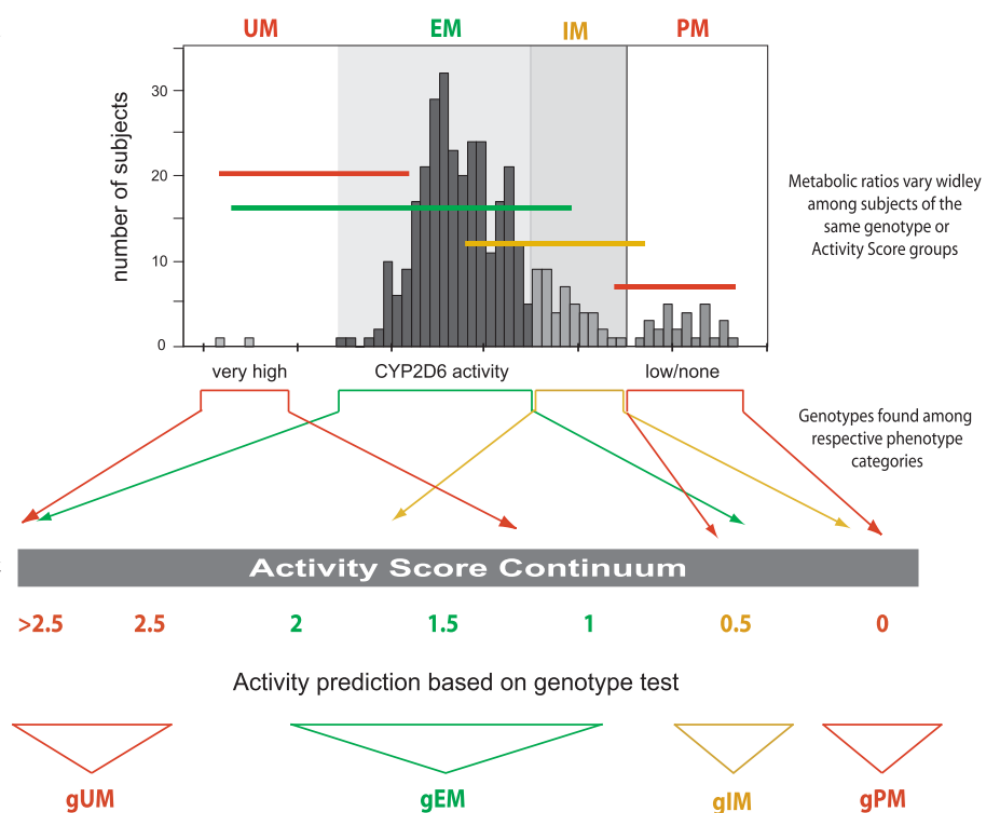 UM EM IM PM
number of subjects
30
20
10
0
Metabolic ratios vary widley
among subjects of the
same genotype or
Activity Score groups
very high CYP2D6 activity low/none
Genotypes found among
respective phenotype
categories
Activity Score Continuum
>2.5 2.5 2 1.5 1 0.5 0
Activity prediction based on genotype test
gUM gEM gIM gPM